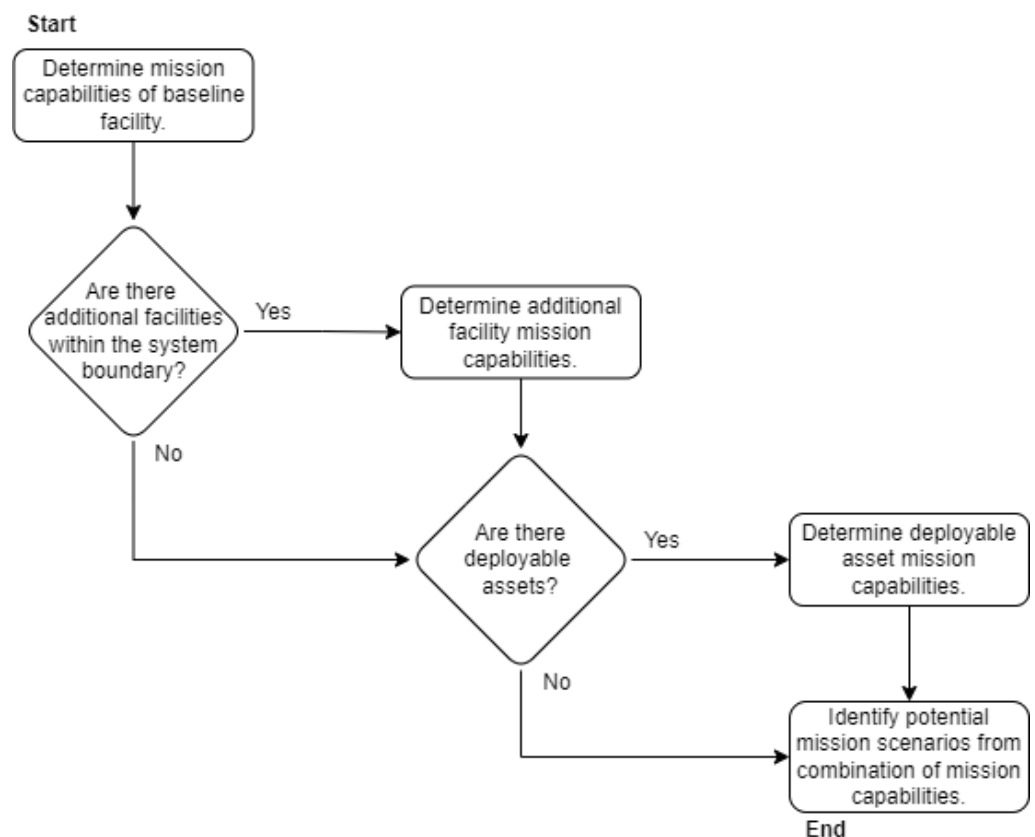 Start
Determine mission
capabilities of baseline
facility.
Are there
additional facilities
within the system
boundary?
Yes
Determine additional
facility mission
capabilities.
No
Are there
deployable
assets?
Yes
Determine deployable
asset mission
capabilities.
No
Identify potential
mission scenarios from
combination of mission
capabilities.
End